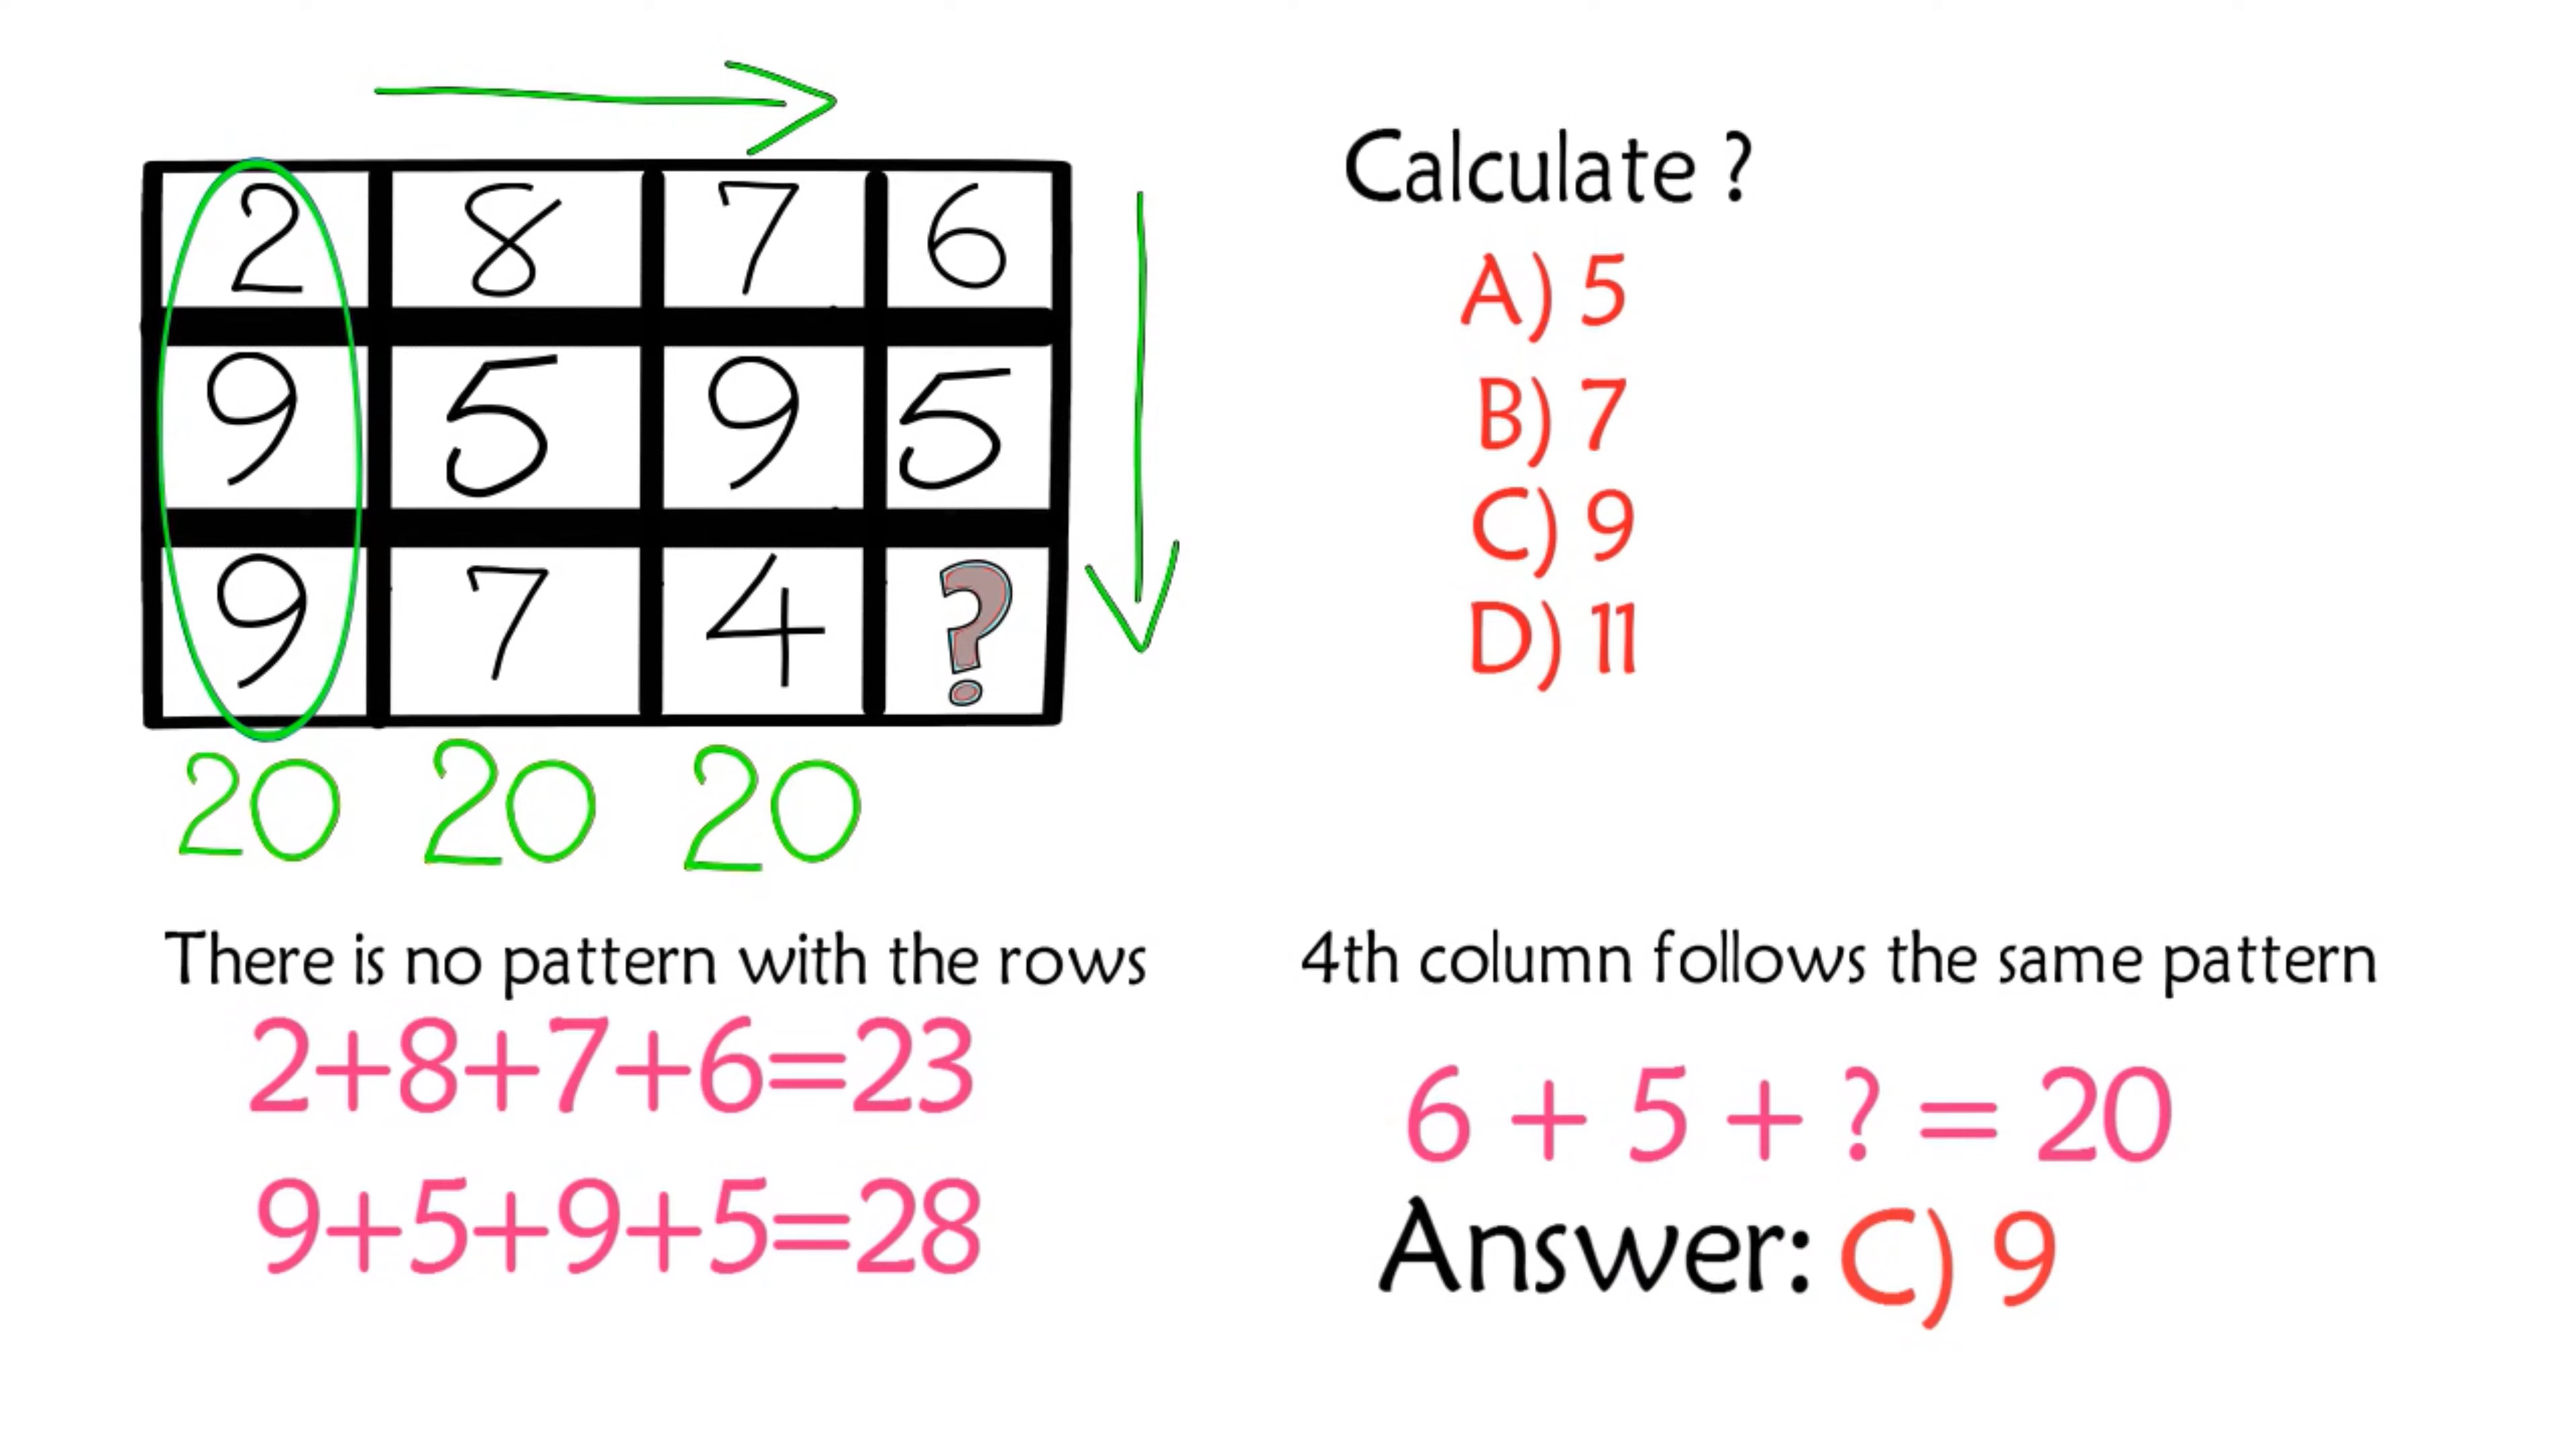 2 8 7 6
9 5 9 5
9 7 4 ?
20 20 20
Calculate ?
A) 5
B) 7
C) 9
D) 11
There is no pattern with the rows
2+8+7+6=23
9+5+9+5=28
4th column follows the same pattern
6 + 5 + ? = 20
Answer: C) 9